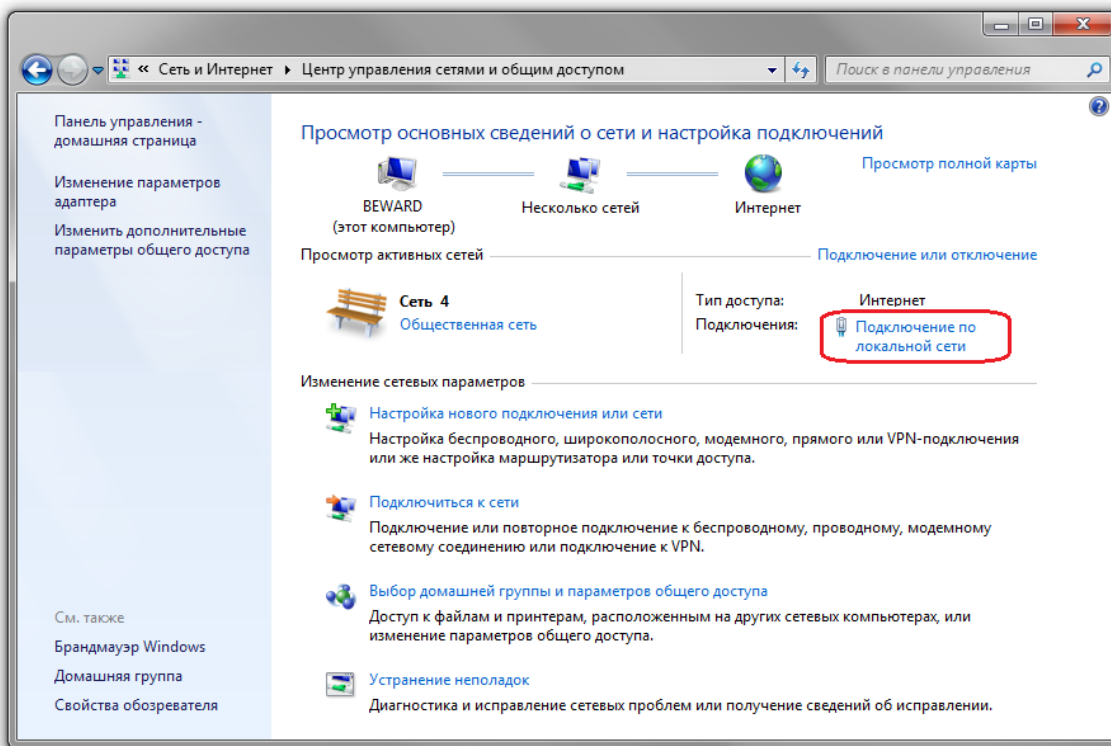 « Сеть и Интернет Центр управления сетями и общим доступом
Поиск в панели управления
Панель управления -
домашняя страница
Изменение параметров
адаптера
Изменить дополнительные
параметры общего доступа
Просмотр основных сведений о сети и настройка подключений
Просмотр полной карты
BEWARD
(этот компьютер)
Несколько сетей
Интернет
Просмотр активных сетей
Подключение или отключение
Сеть 4
Общественная сеть
Тип доступа: Интернет
Подключения: Подключение по
локальной сети
Изменение сетевых параметров
Настройка нового подключения или сети
Настройка беспроводного, широкополосного, модемного, прямого или VPN-подключения
или же настройка маршрутизатора или точки доступа.
Подключиться к сети
Подключение или повторное подключение к беспроводному, проводному, модемному
сетевому соединению или подключение к VPN.
Выбор домашней группы и параметров общего доступа
Доступ к файлам и принтерам, расположенным на других сетевых компьютерах, или
изменение параметров общего доступа.
Устранение неполадок
Диагностика и исправление сетевых проблем или получение сведений об исправлении.
См. также
Брандмауэр Windows
Домашняя группа
Свойства обозревателя